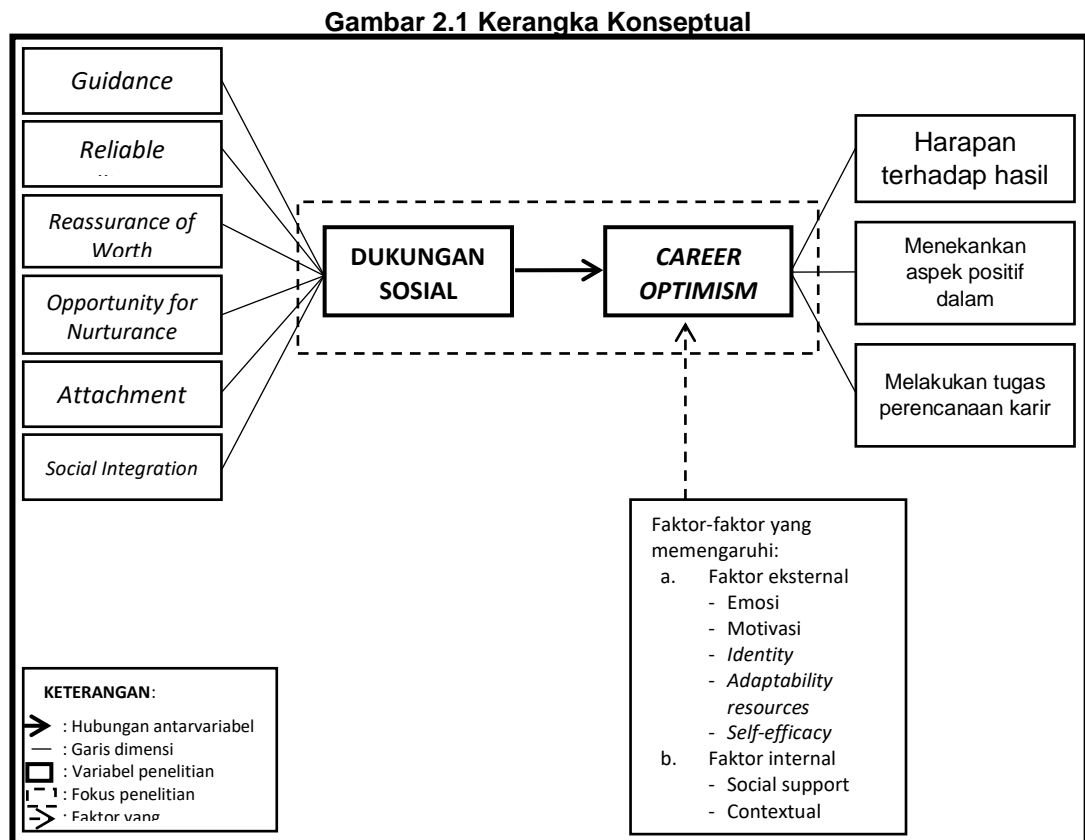 Gambar 2.1 Kerangka Konseptual
Guidance
Reliable
Reassurance of
Worth
Opportunity for
Nurturance
Attachment
Social Integration
DUKUNGAN
SOSIAL
CAREER
OPTIMISM
Harapan
terhadap hasil
Menekankan
aspek positif
dalam
Melakukan tugas
perencanaan karir
Faktor-faktor yang
memengaruhi:
a. Faktor eksternal
- Emosi
- Motivasi
- Identity
- Adaptability
resources
- Self-efficacy
b. Faktor internal
- Social support
- Contextual
KETERANGAN:
: Hubungan antarvariabel
: Garis dimensi
: Variabel penelitian
: Fokus penelitian
: Faktor yang